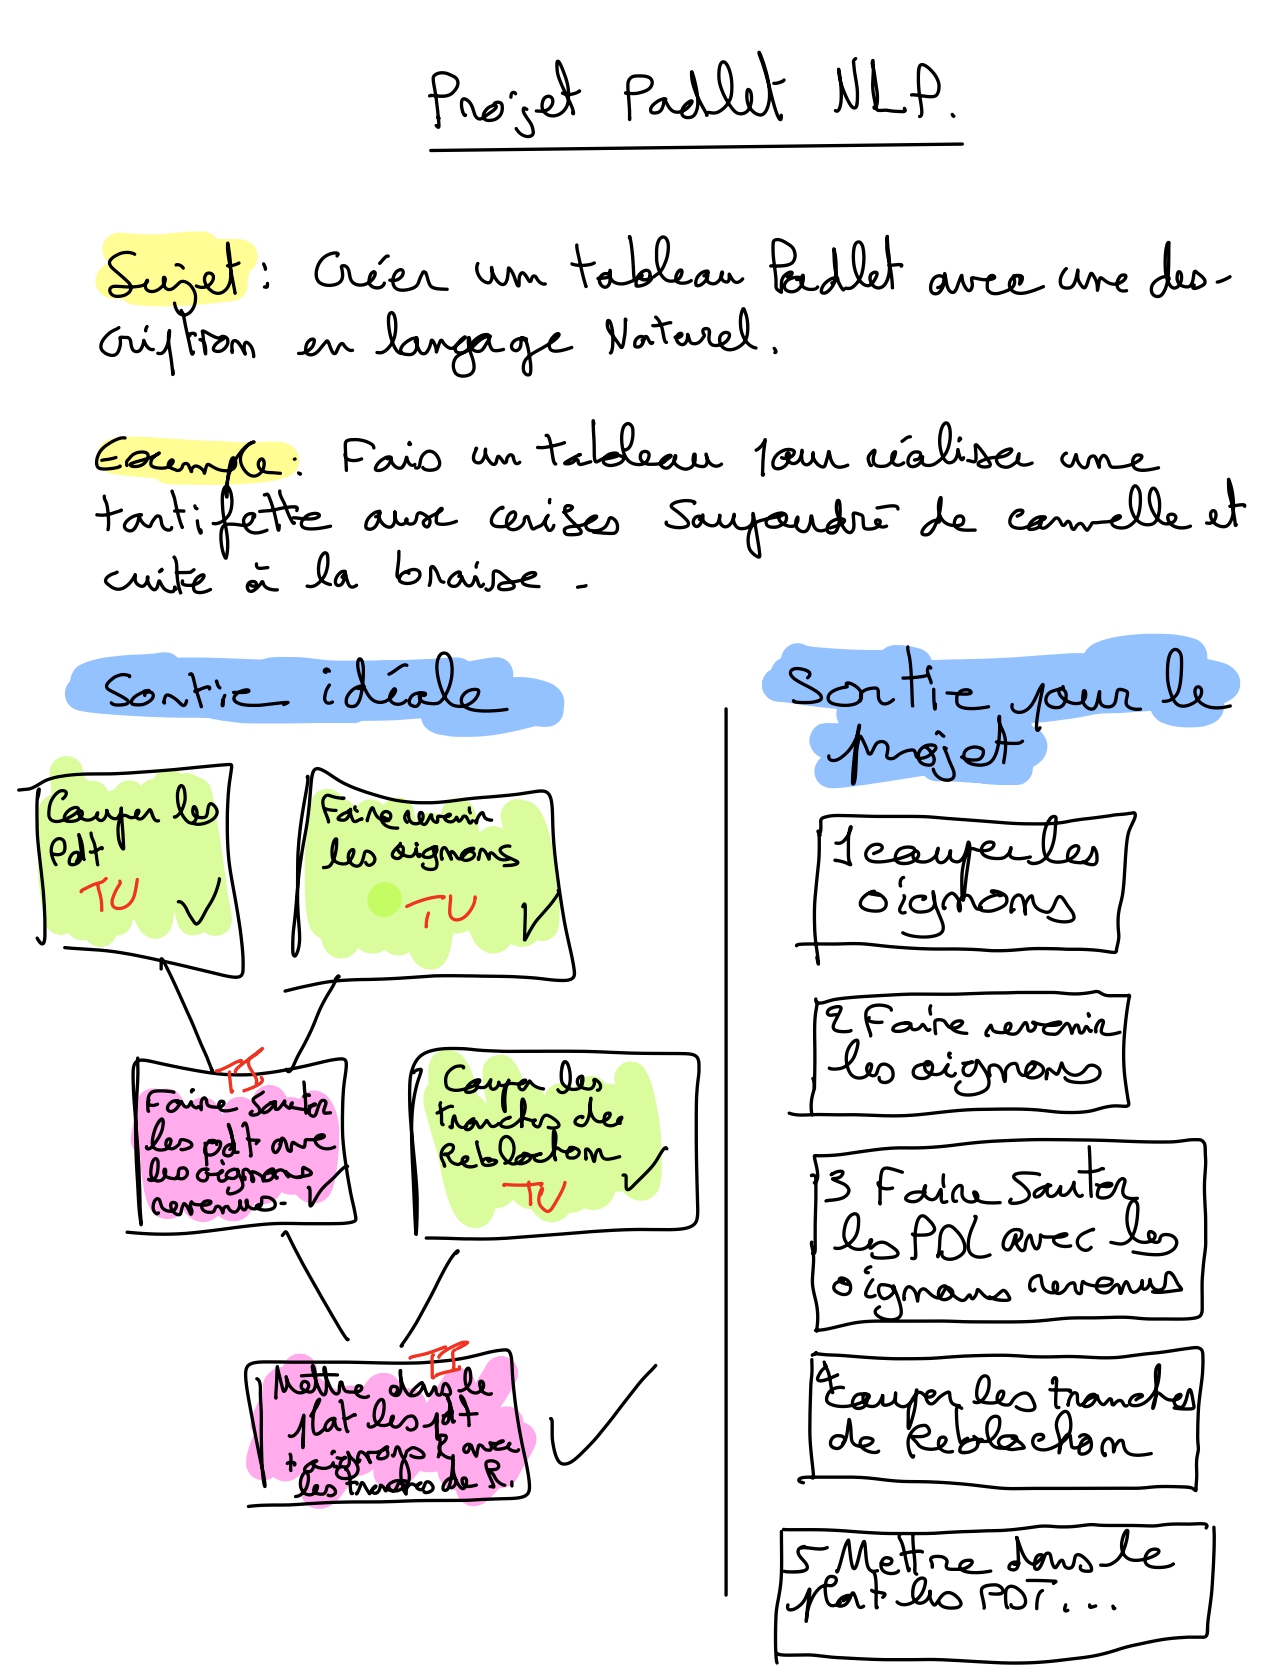 Projet Padlet NLP.
Sujet : Créer un tableau Padlet avec une des-
cription en langage Naturel.
Exemple : Fais un tableau pour réaliser une
tartifette aux cerises Saupoudré de cannelle et
cuite à la braise -
Sortie idéale
Couper les
Pdt
TU
Faire revenir
les oignons
TU
TI
Faire Sauter
les pdt avec
les oignons
revenus-
Couper les
tranches de
Reblochon
TU
TI
Mettre dans le
plat les pdt
+ oignons R avec
les tranches de R.
Sortie pour le
projet
1 couper les
oignons
2 Faire revenir
les oignons
3 Faire Sauter
les PDL avec les
oignons revenus
4
Couper les tranches
de Reblochon
5 Mettre dans le
plat les PDT...